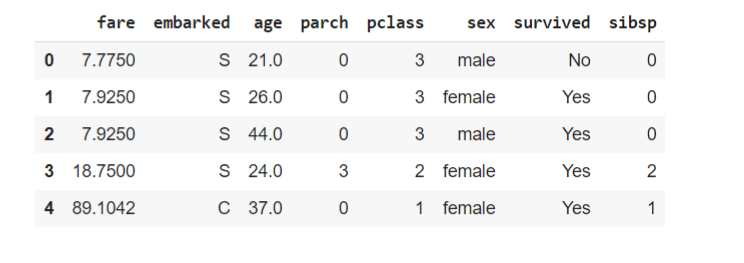 fare embarked age parch pclass sex survived sibsp
0 7.7750 S 21.0 0 3 male No 0
1 7.9250 S 26.0 0 3 female Yes 0
2 7.9250 S 44.0 0 3 male Yes 0
3 18.7500 S 24.0 3 2 female Yes 2
4 89.1042 C 37.0 0 1 female Yes 1